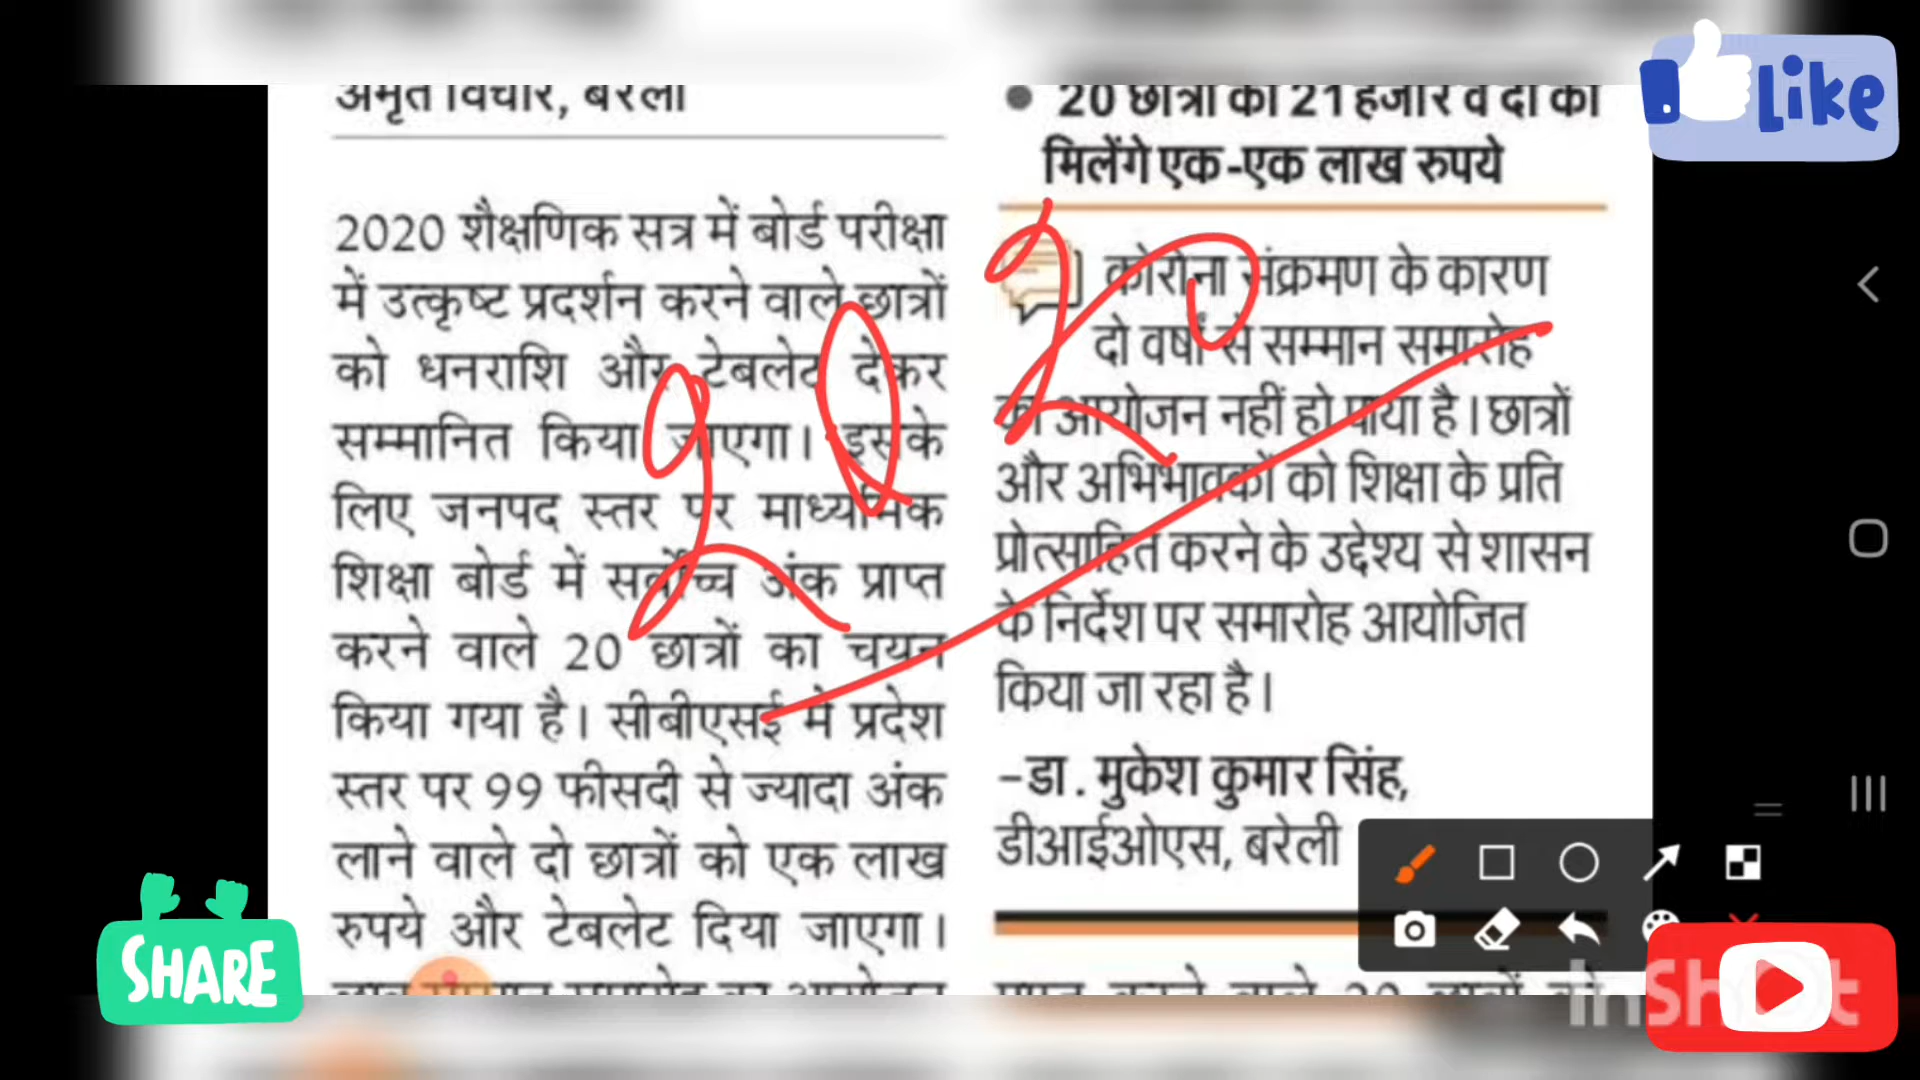 अमृत विचार, बरेली
2020 शैक्षणिक सत्र में बोर्ड परीक्षा
में उत्कृष्ट प्रदर्शन करने वाले छात्रों
को धनराशि और टेबलेट देकर
सम्मानित किया जाएगा। इसके
लिए जनपद स्तर पर माध्यमिक
शिक्षा बोर्ड में सर्वोच्च अंक प्राप्त
करने वाले 20 छात्रों का चयन
किया गया है। सीबीएसई में प्रदेश
स्तर पर 99 फीसदी से ज्यादा अंक
लाने वाले दो छात्रों को एक लाख
रुपये और टेबलेट दिया जाएगा।
● 20 छात्रों को 21 हजार व दो को
मिलेंगे एक-एक लाख रुपये
कोरोना संक्रमण के कारण
दो वर्षों से सम्मान समारोह
का आयोजन नहीं हो पाया है। छात्रों
और अभिभावकों को शिक्षा के प्रति
प्रोत्साहित करने के उद्देश्य से शासन
के निर्देश पर समारोह आयोजित
किया जा रहा है।
-डा. मुकेश कुमार सिंह,
डीआईओएस, बरेली
Like
SHARE